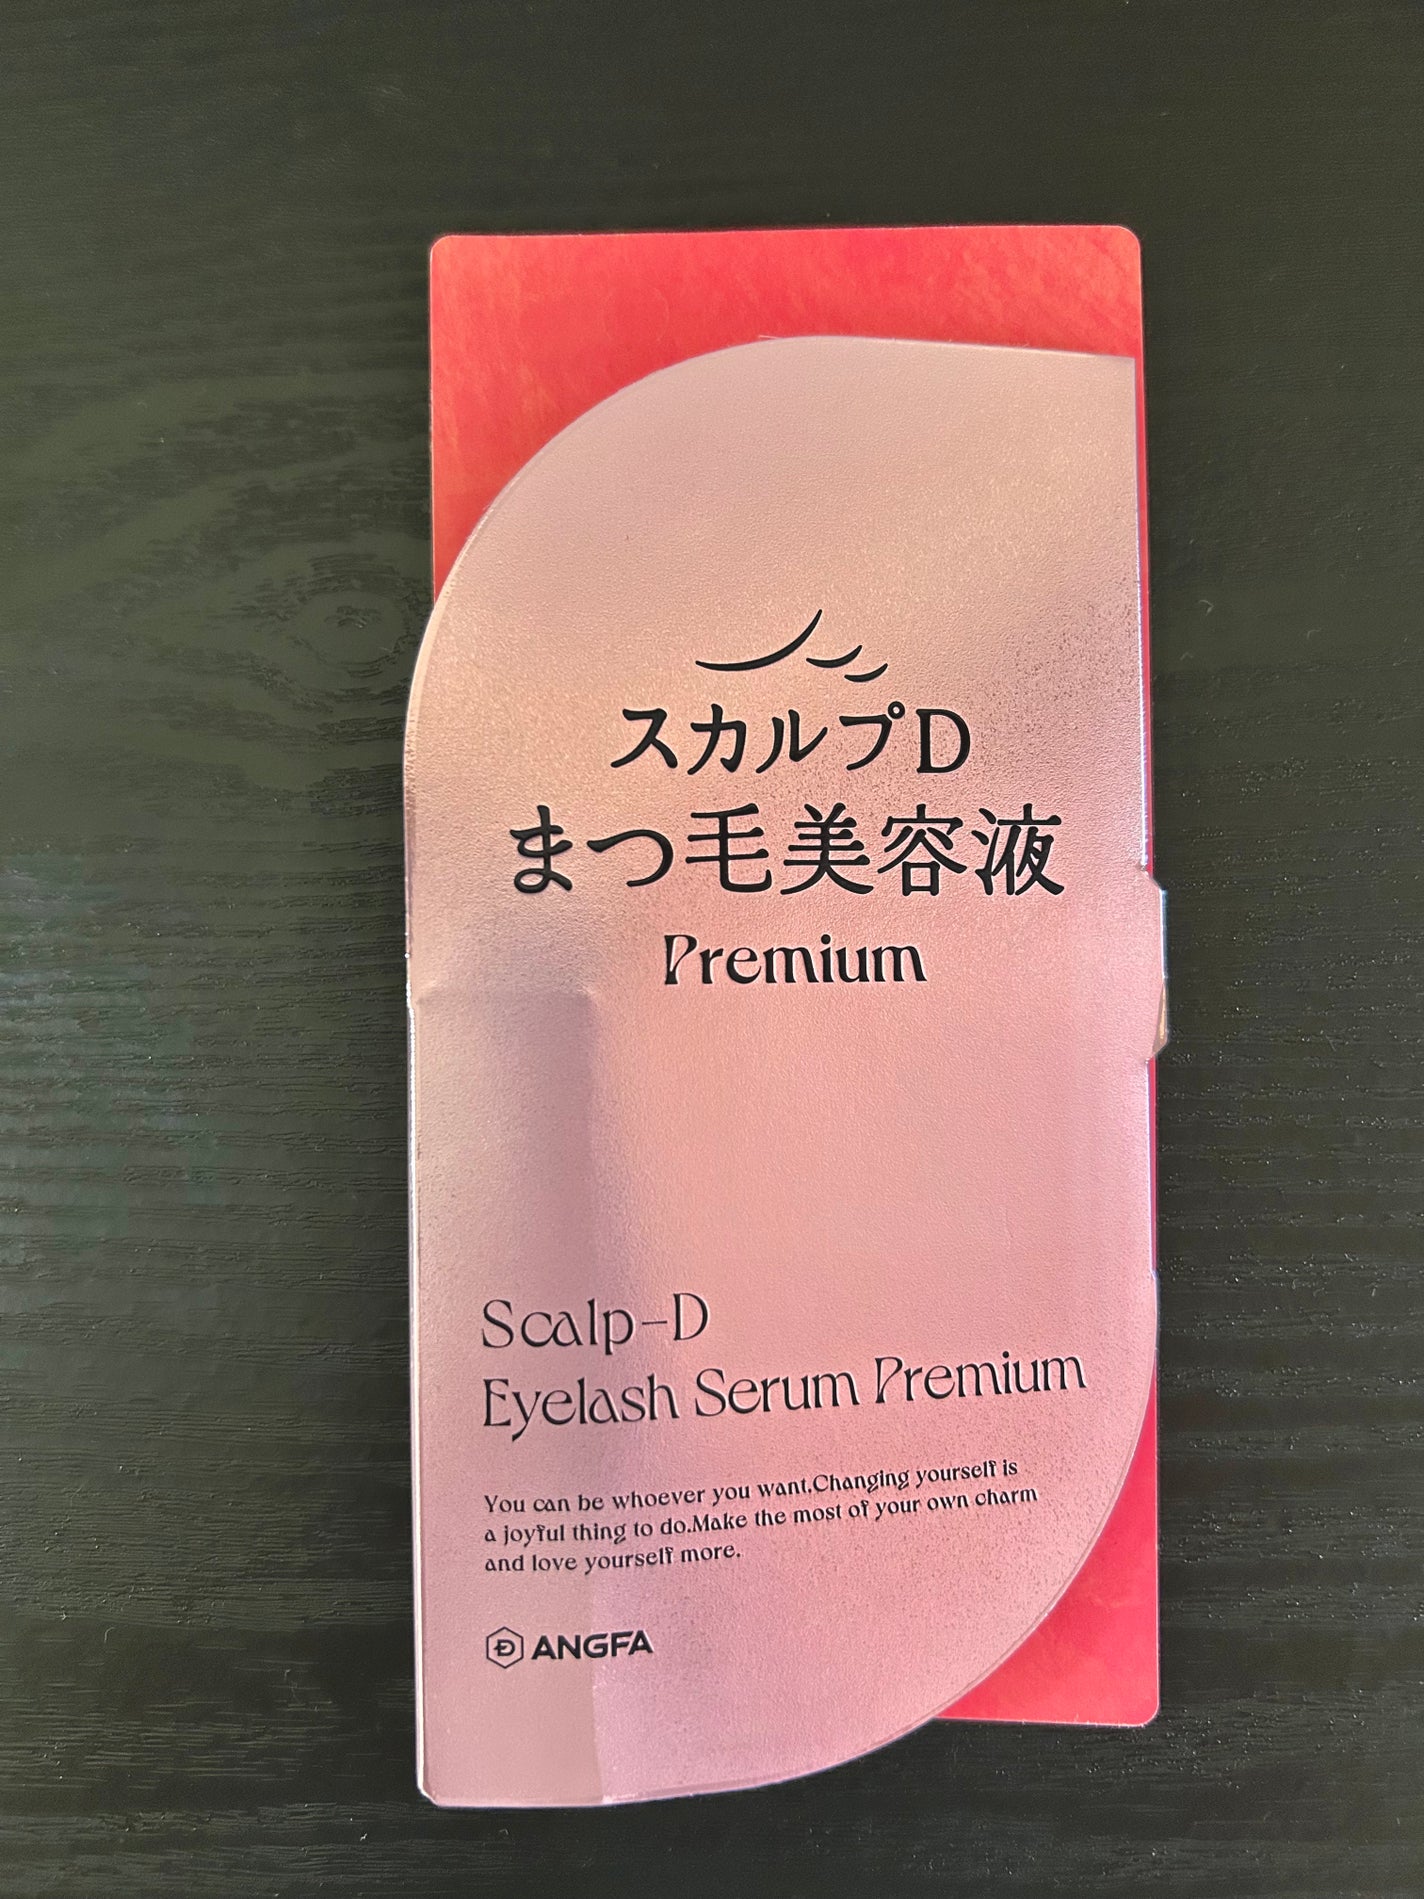 スカルプD
まつ毛美容液
Premium
Scalp-D
Eyelash Serum Premium
You can be whoever you want.Changing yourself is
a joyful thing to do.Make the most of your own charm
and love yourself more.
ANGFA